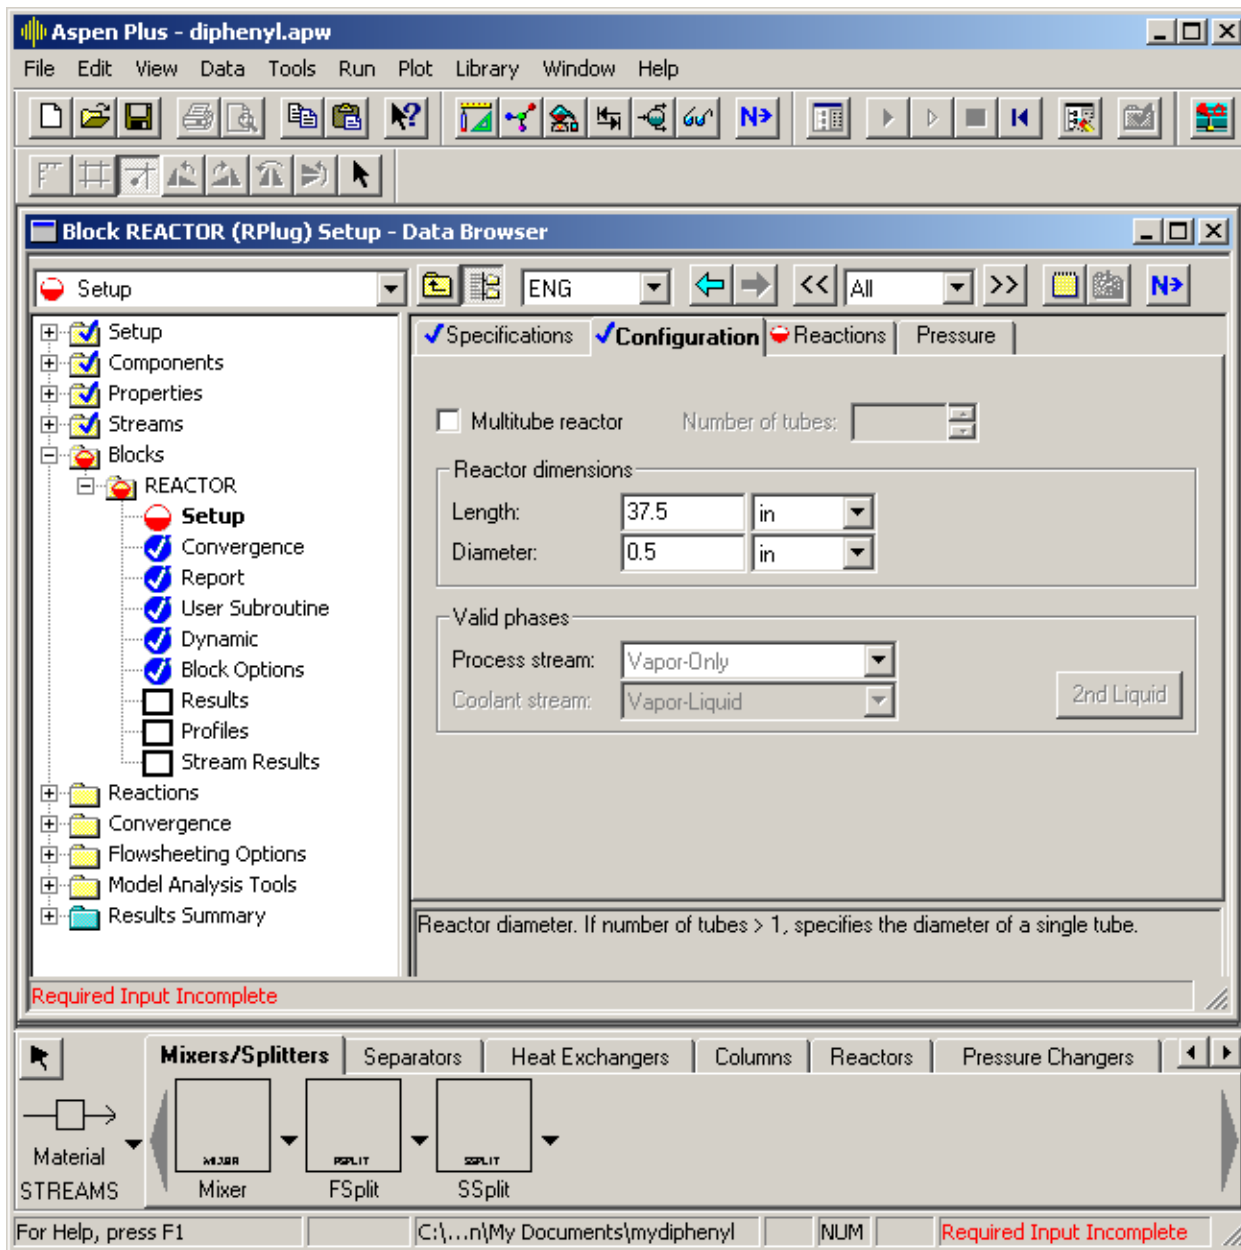 Aspen Plus - diphenyl.apw
File Edit View Data Tools Run Plot Library Window Help
N
Block REACTOR (RPlug) Setup - Data Browser
Setup ENG << All >> N
Setup
Components
Properties
Streams
Blocks
REACTOR
Setup
Convergence
Report
User Subroutine
Dynamic
Block Options
Results
Profiles
Stream Results
Reactions
Convergence
Flowsheeting Options
Model Analysis Tools
Results Summary
Specifications Configuration Reactions Pressure
Multitube reactor Number of tubes:
Reactor dimensions
Length: 37.5 in
Diameter: 0.5 in
Valid phases
Process stream: Vapor-Only
Coolant stream: Vapor-Liquid
2nd Liquid
Reactor diameter. If number of tubes > 1, specifies the diameter of a single tube.
Required Input Incomplete
Mixers/Splitters Separators Heat Exchangers Columns Reactors Pressure Changers
Material
STREAMS
MIXER FSPLIT SSPLIT
Mixer FSplit SSplit
For Help, press F1 C:\...n\My Documents\mydiphenyl NUM Required Input Incomplete